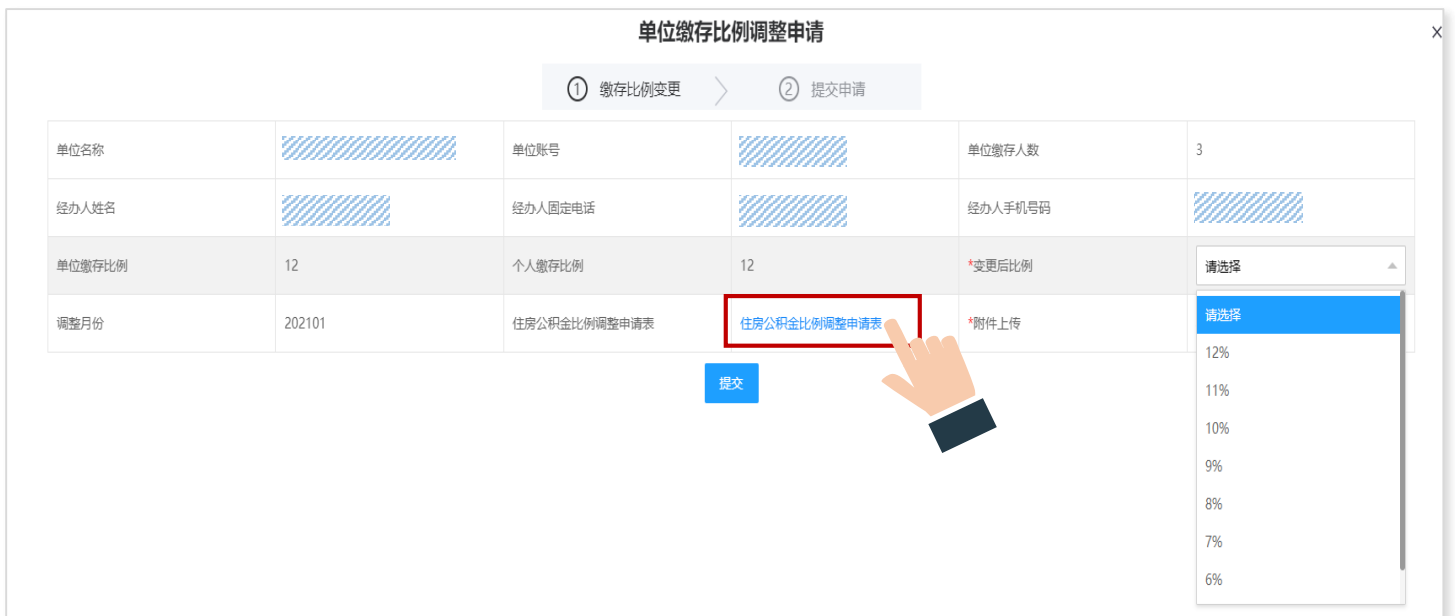 单位缴存比例调整申请
X
① 缴存比例变更
② 提交申请
单位名称 单位账号 单位缴存人数 3
经办人姓名 经办人固定电话 经办人手机号码
单位缴存比例 12 个人缴存比例 12 *变更后比例 请选择
调整月份 202101 住房公积金比例调整申请表 住房公积金比例调整申请表 *附件上传
请选择
12%
11%
10%
9%
8%
7%
6%
提交